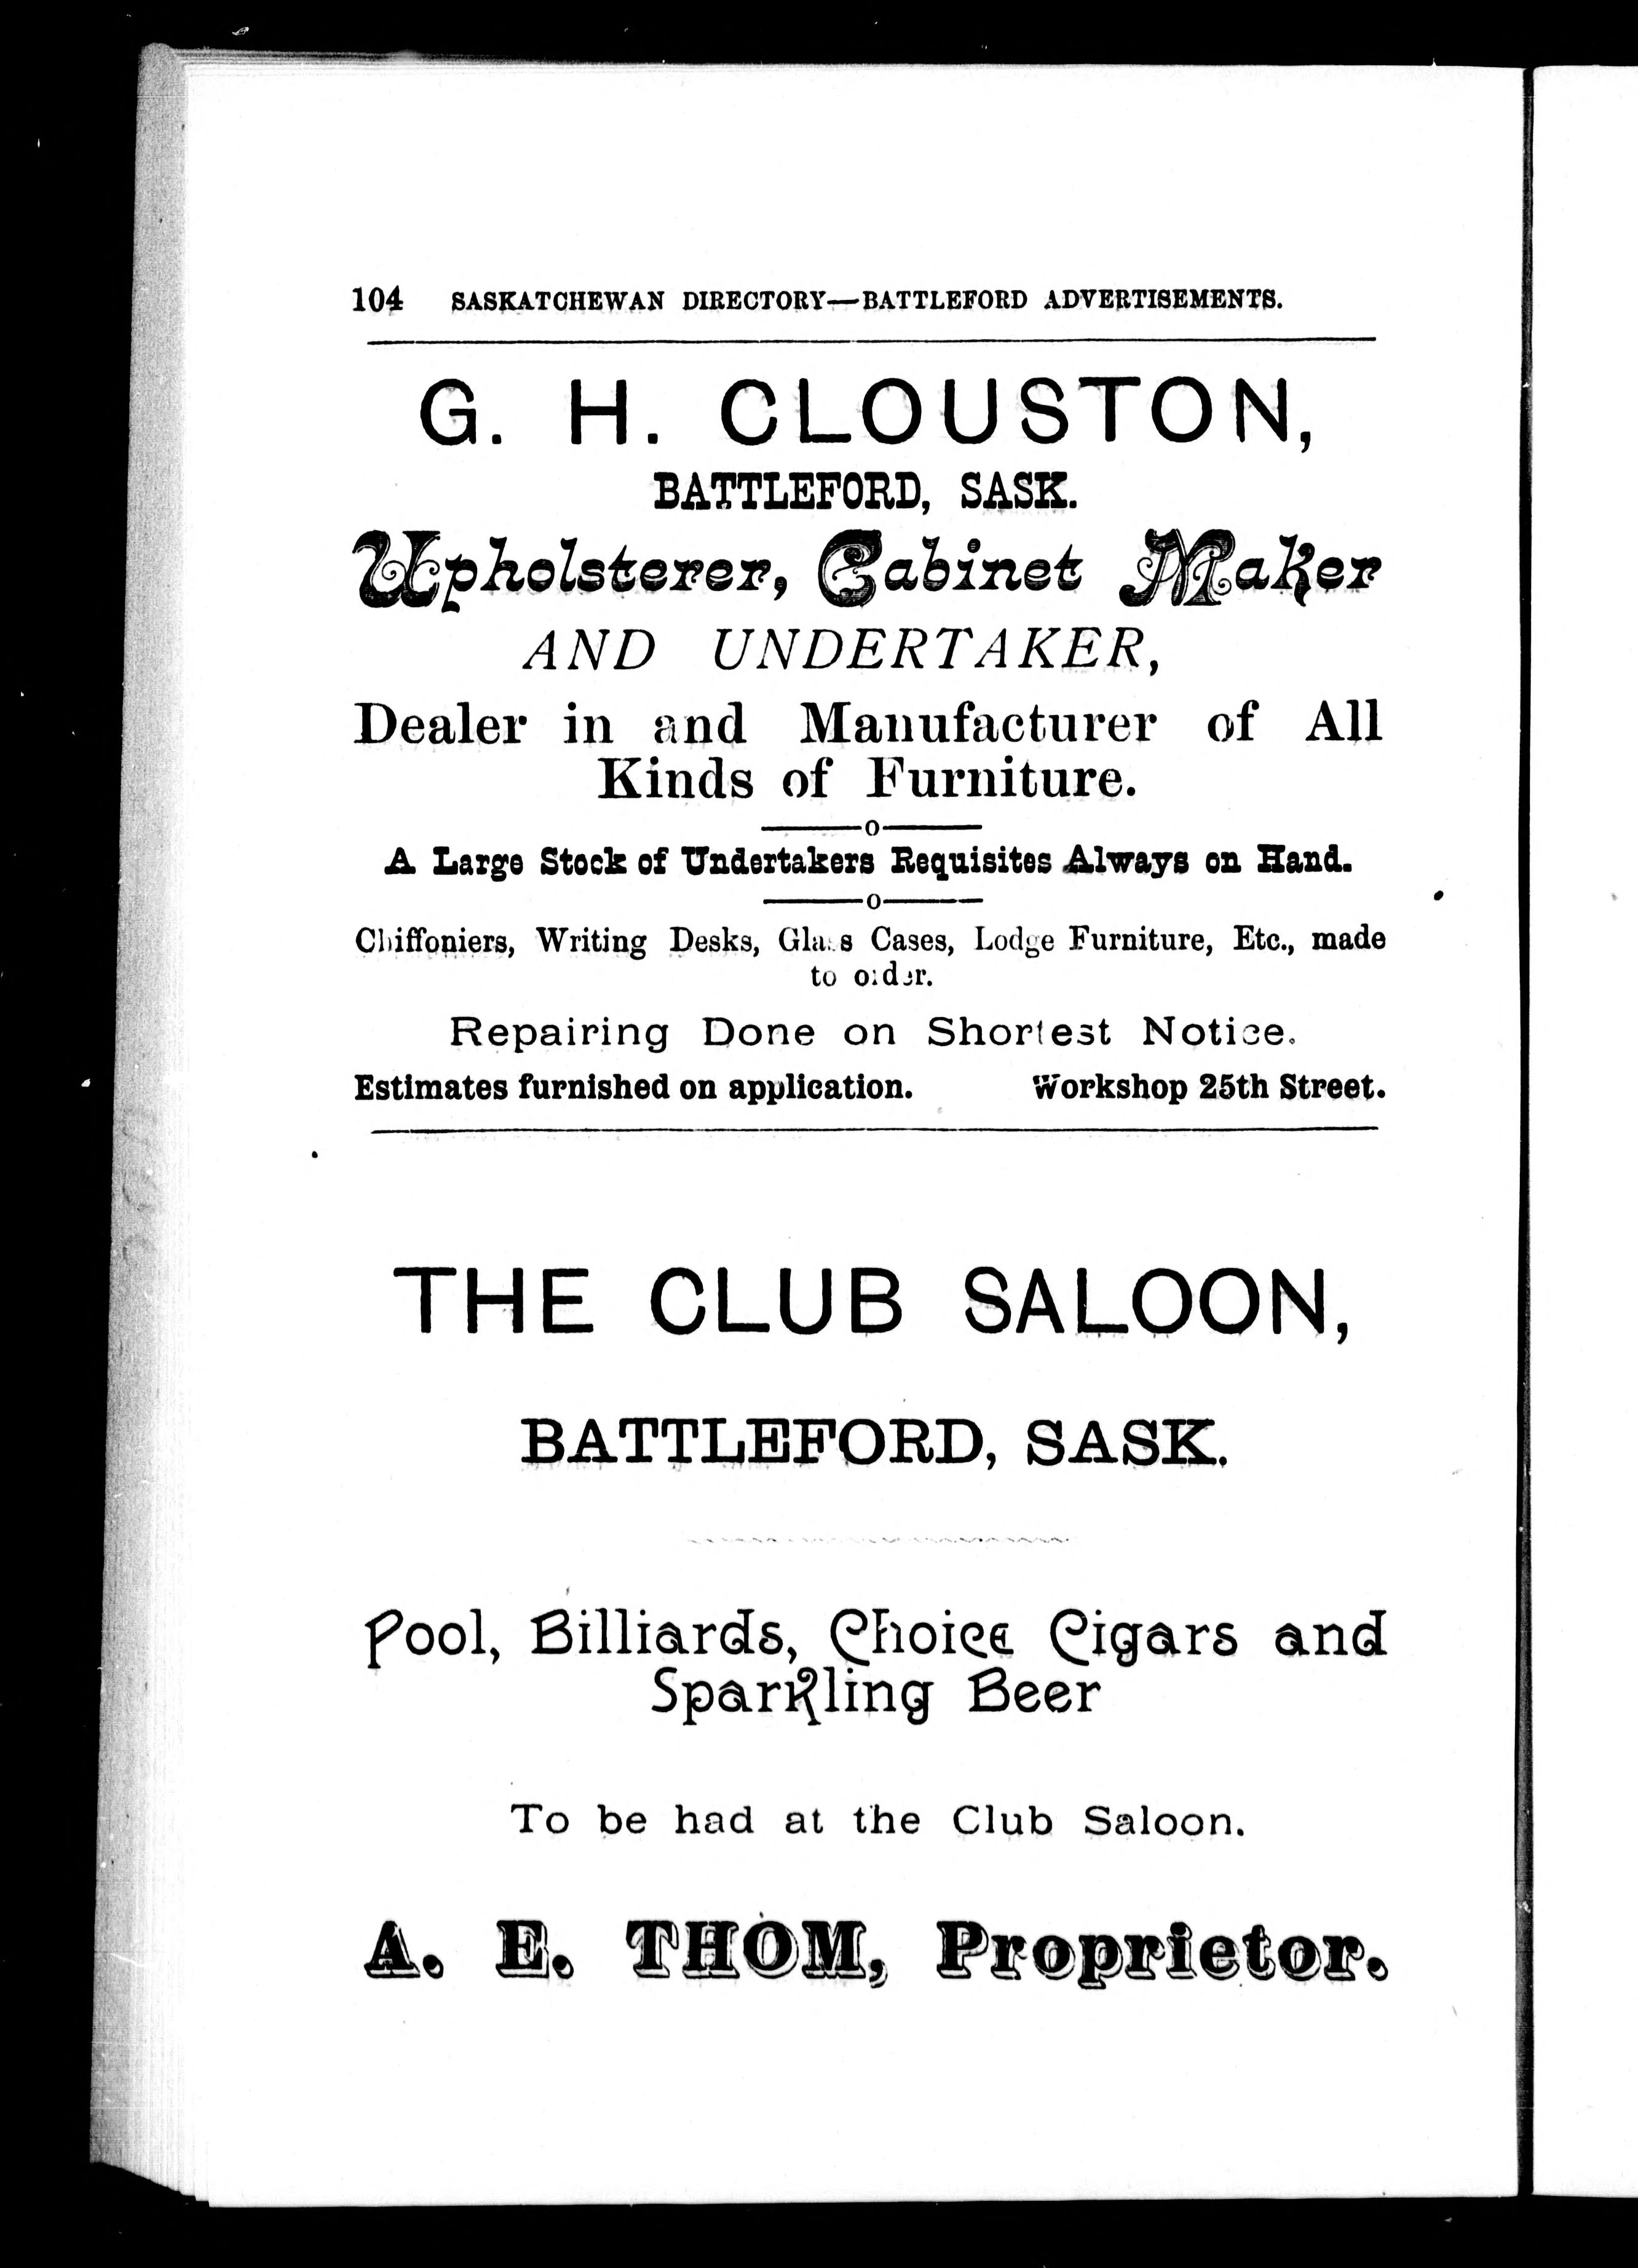 104 SASKATCHEWAN DIRECTORY—BATTLEFORD ADVERTISEMENTS.
G. H. CLOUSTON,
BATTLEFORD, SASK.
Upholsterer, Cabinet Maker
AND UNDERTAKER,
Dealer in and Manufacturer of All
Kinds of Furniture.
——o——
A Large Stock of Undertakers Requisites Always on Hand.
——o——
Chiffoniers, Writing Desks, Glass Cases, Lodge Furniture, Etc., made
to order.
Repairing Done on Shortest Notice.
Estimates furnished on application. Workshop 25th Street.
THE CLUB SALOON,
BATTLEFORD, SASK.
Pool, Billiards, Choice Cigars and
Sparkling Beer
To be had at the Club Saloon.
A. E. THOM, Proprietor.